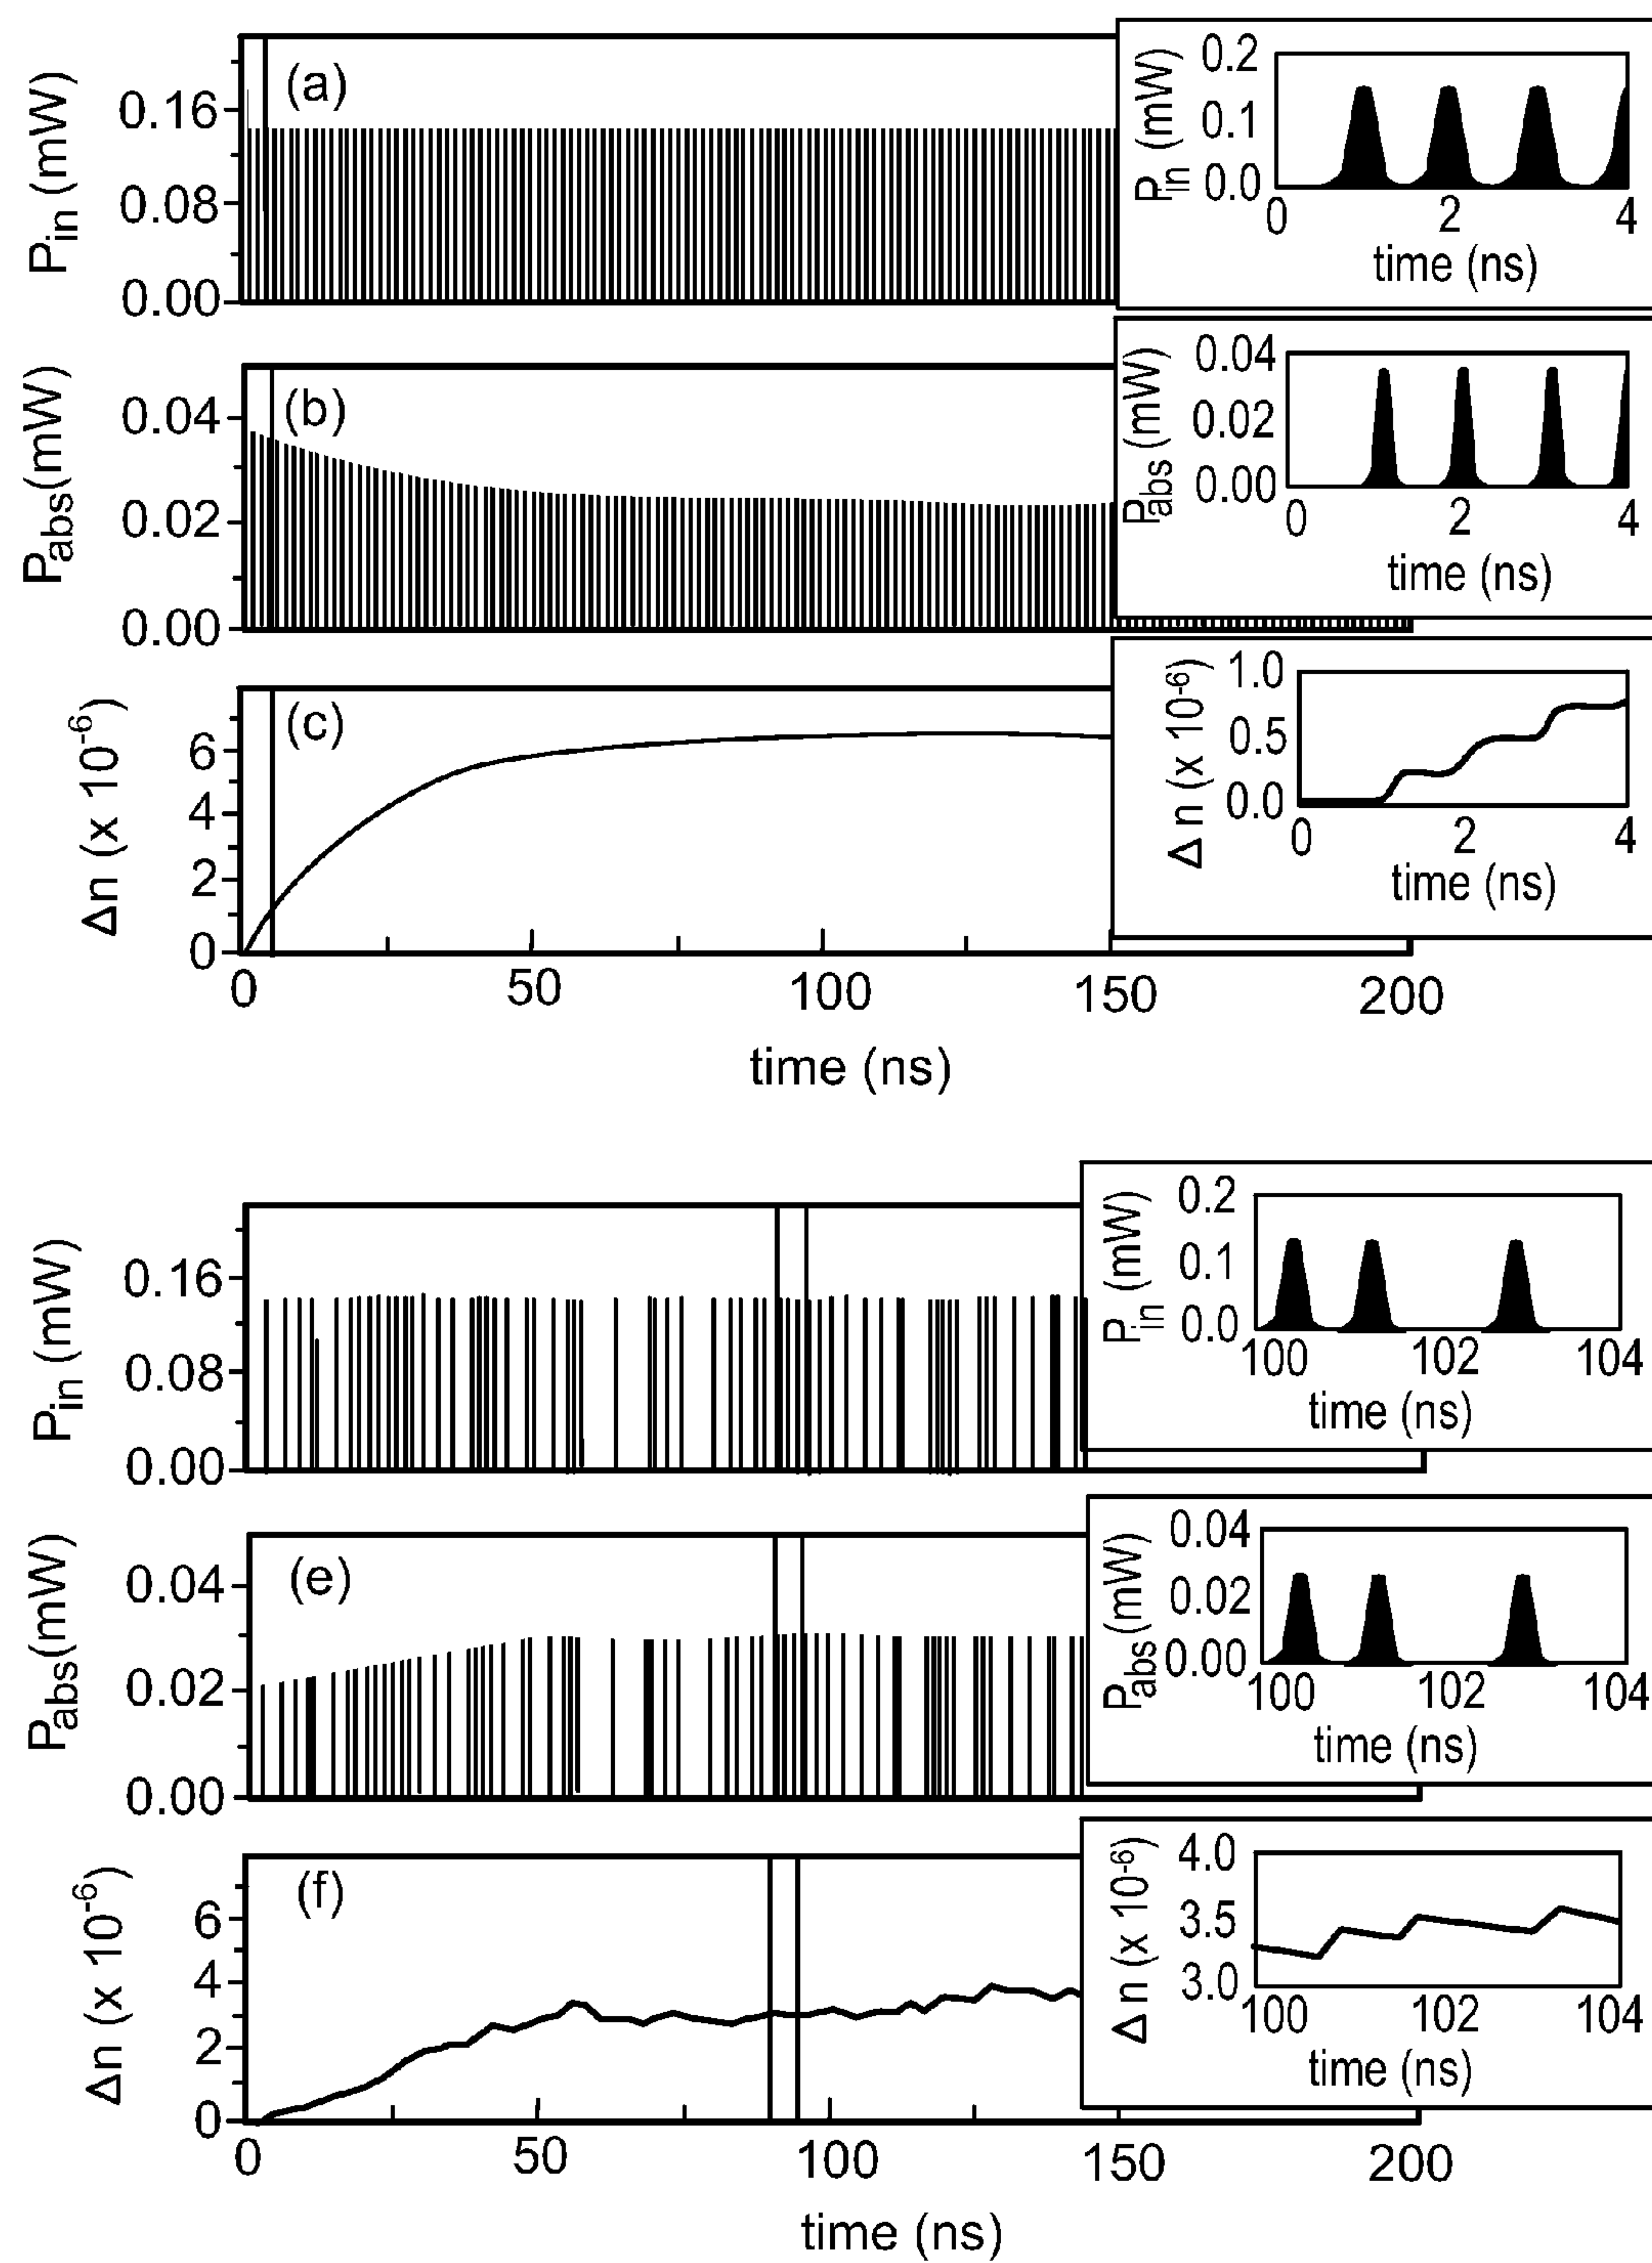 (a)
P_in (mW)
0.16
0.08
0.00
P_in (mW)
0.2
0.1
0.0
0 2 4
time (ns)
(b)
P_abs(mW)
0.04
0.02
0.00
P_abs(mW)
0.04
0.02
0.00
0 2 4
time (ns)
(c)
Δn (x 10^-6)
6
4
2
0
Δ n (x 10^-6)
1.0
0.5
0.0
0 2 4
time (ns)
0 50 100 150 200
time (ns)
P_in (mW)
0.16
0.08
0.00
P_in (mW)
0.2
0.1
0.0
100 102 104
time (ns)
(e)
P_abs(mW)
0.04
0.02
0.00
P_abs(mW)
0.04
0.02
0.00
100 102 104
time (ns)
(f)
Δn (x 10^-6)
6
4
2
0
Δ n (x 10^-6)
4.0
3.5
3.0
100 102 104
time (ns)
0 50 100 150 200
time (ns)